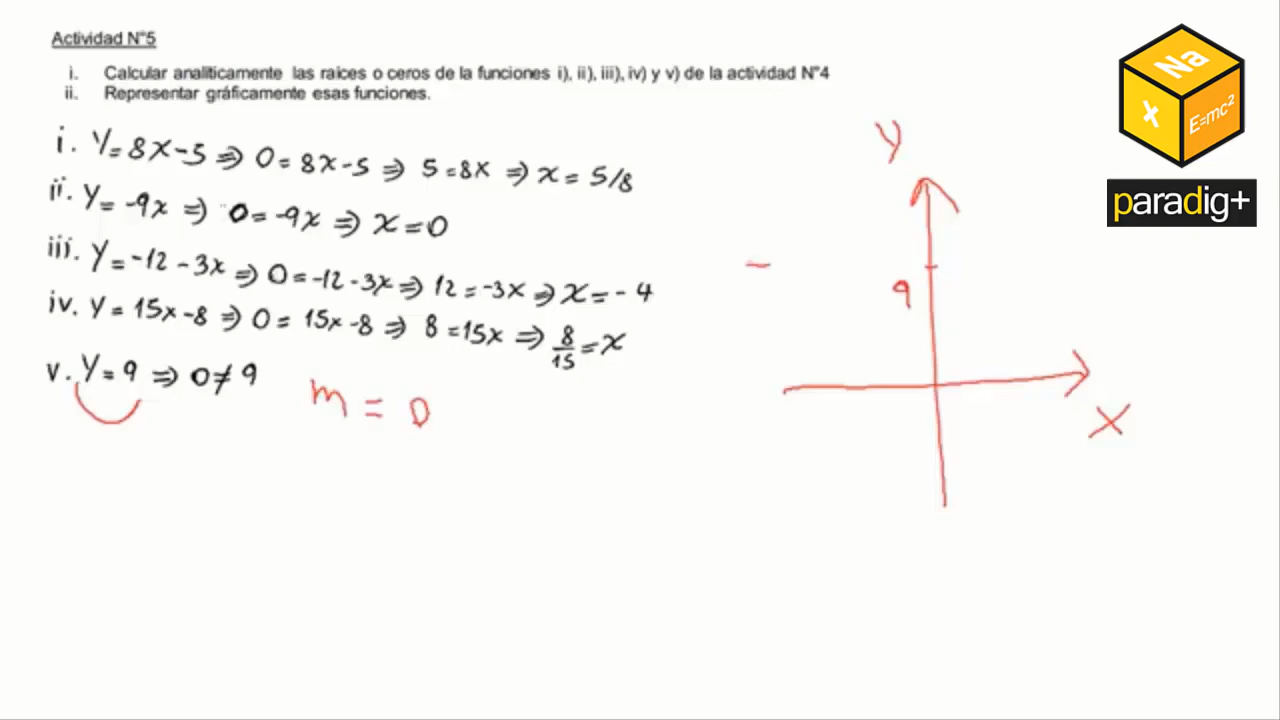 Actividad N°5
i. Calcular analíticamente las raíces o ceros de la funciones i), ii), iii), iv) y v) de la actividad N°4
ii. Representar gráficamente esas funciones.
i. Y = 8X - 5 ⇒ 0 = 8X - 5 ⇒ 5 = 8X ⇒ X = 5/8
ii. Y = -9X ⇒ 0 = -9X ⇒ X = 0
iii. Y = -12 - 3X ⇒ 0 = -12 - 3X ⇒ 12 = -3X ⇒ X = -4
iv. Y = 15X - 8 ⇒ 0 = 15X - 8 ⇒ 8 = 15X ⇒ 8/15 = X
v. Y = 9 ⇒ 0 ≠ 9
m = 0
Y
9
X
Na
X
E=mc²
paradig+